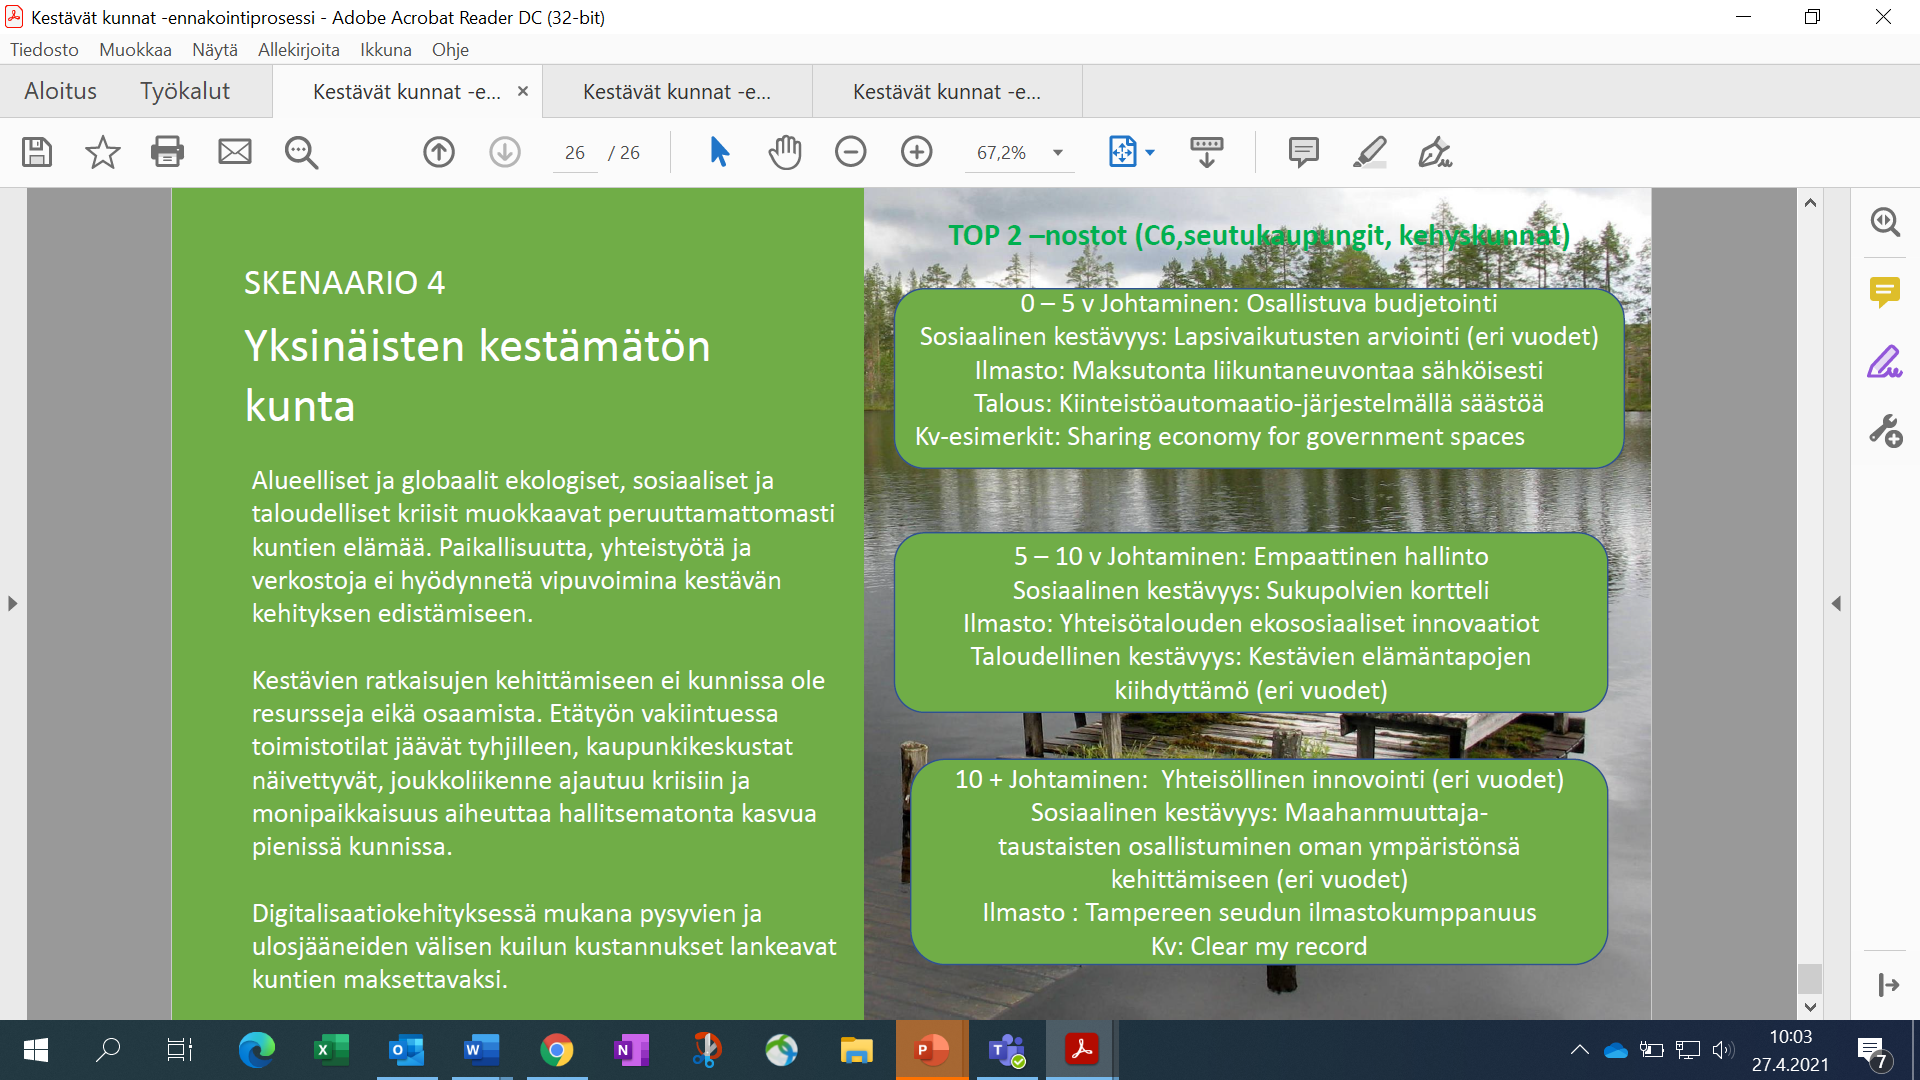 Kestävät kunnat -ennakointiprosessi - Adobe Acrobat Reader DC (32-bit)
Tiedosto Muokkaa Näytä Allekirjoita Ikkuna Ohje
Aloitus Työkalut Kestävät kunnat -e... × Kestävät kunnat -e... Kestävät kunnat -e...
26 / 26 67,2%
SKENAARIO 4
Yksinäisten kestämätön
kunta
Alueelliset ja globaalit ekologiset, sosiaaliset ja
taloudelliset kriisit muokkaavat peruuttamattomasti
kuntien elämää. Paikallisuutta, yhteistyötä ja
verkostoja ei hyödynnetä vipuvoimina kestävän
kehityksen edistämiseen.
Kestävien ratkaisujen kehittämiseen ei kunnissa ole
resursseja eikä osaamista. Etätyön vakiintuessa
toimistotilat jäävät tyhjilleen, kaupunkikeskustat
näivettyvät, joukkoliikenne ajautuu kriisiin ja
monipaikkaisuus aiheuttaa hallitsematonta kasvua
pienissä kunnissa.
Digitalisaatiokehityksessä mukana pysyvien ja
ulosjääneiden välisen kuilun kustannukset lankeavat
kuntien maksettavaksi.
TOP 2 –nostot (C6,seutukaupungit, kehyskunnat)
0 – 5 v Johtaminen: Osallistuva budjetointi
Sosiaalinen kestävyys: Lapsivaikutusten arviointi (eri vuodet)
Ilmasto: Maksutonta liikuntaneuvontaa sähköisesti
Talous: Kiinteistöautomaatio-järjestelmällä säästöä
Kv-esimerkit: Sharing economy for government spaces
5 – 10 v Johtaminen: Empaattinen hallinto
Sosiaalinen kestävyys: Sukupolvien kortteli
Ilmasto: Yhteisötalouden ekososiaaliset innovaatiot
Taloudellinen kestävyys: Kestävien elämäntapojen
kiihdyttämö (eri vuodet)
10 + Johtaminen: Yhteisöllinen innovointi (eri vuodet)
Sosiaalinen kestävyys: Maahanmuuttaja-
taustaisten osallistuminen oman ympäristönsä
kehittämiseen (eri vuodet)
Ilmasto : Tampereen seudun ilmastokumppanuus
Kv: Clear my record
10:03
27.4.2021
7